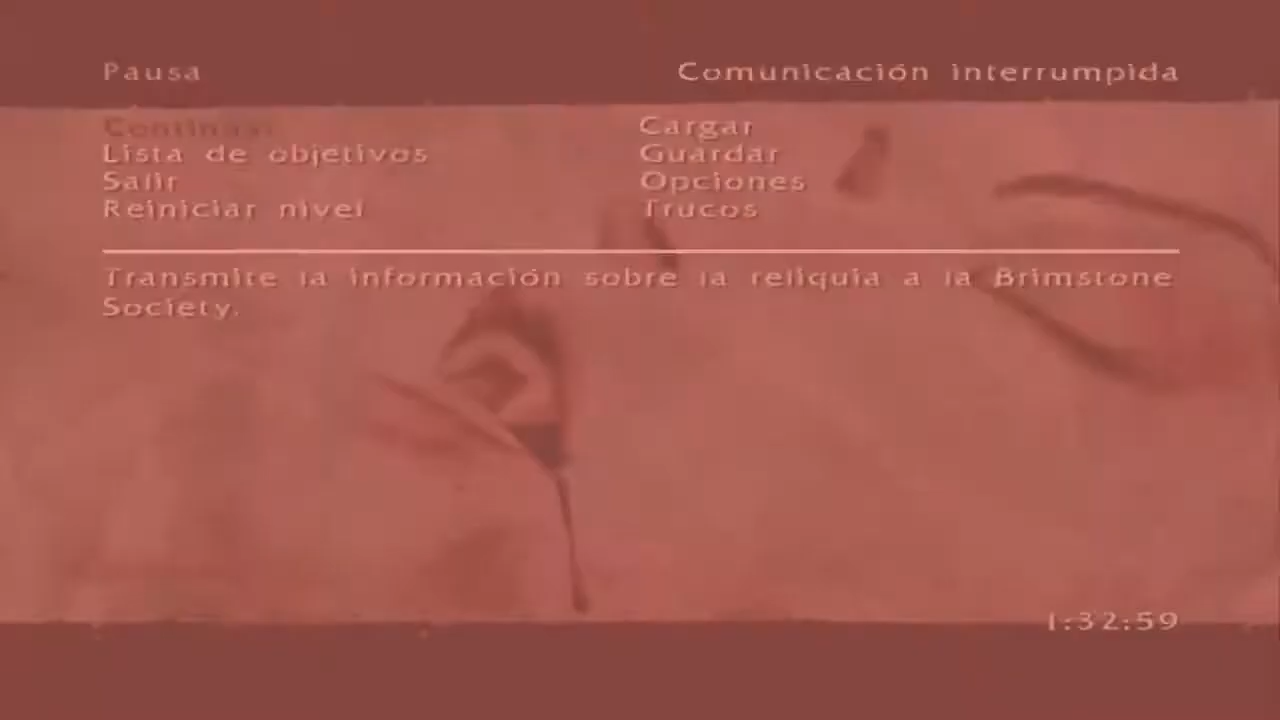 Pausa
Comunicación interrumpida
Continuar
Lista de objetivos
Salir
Reiniciar nivel
Cargar
Guardar
Opciones
Trucos
Transmite la información sobre la reliquia a la Brimstone
Society.
1:32:59